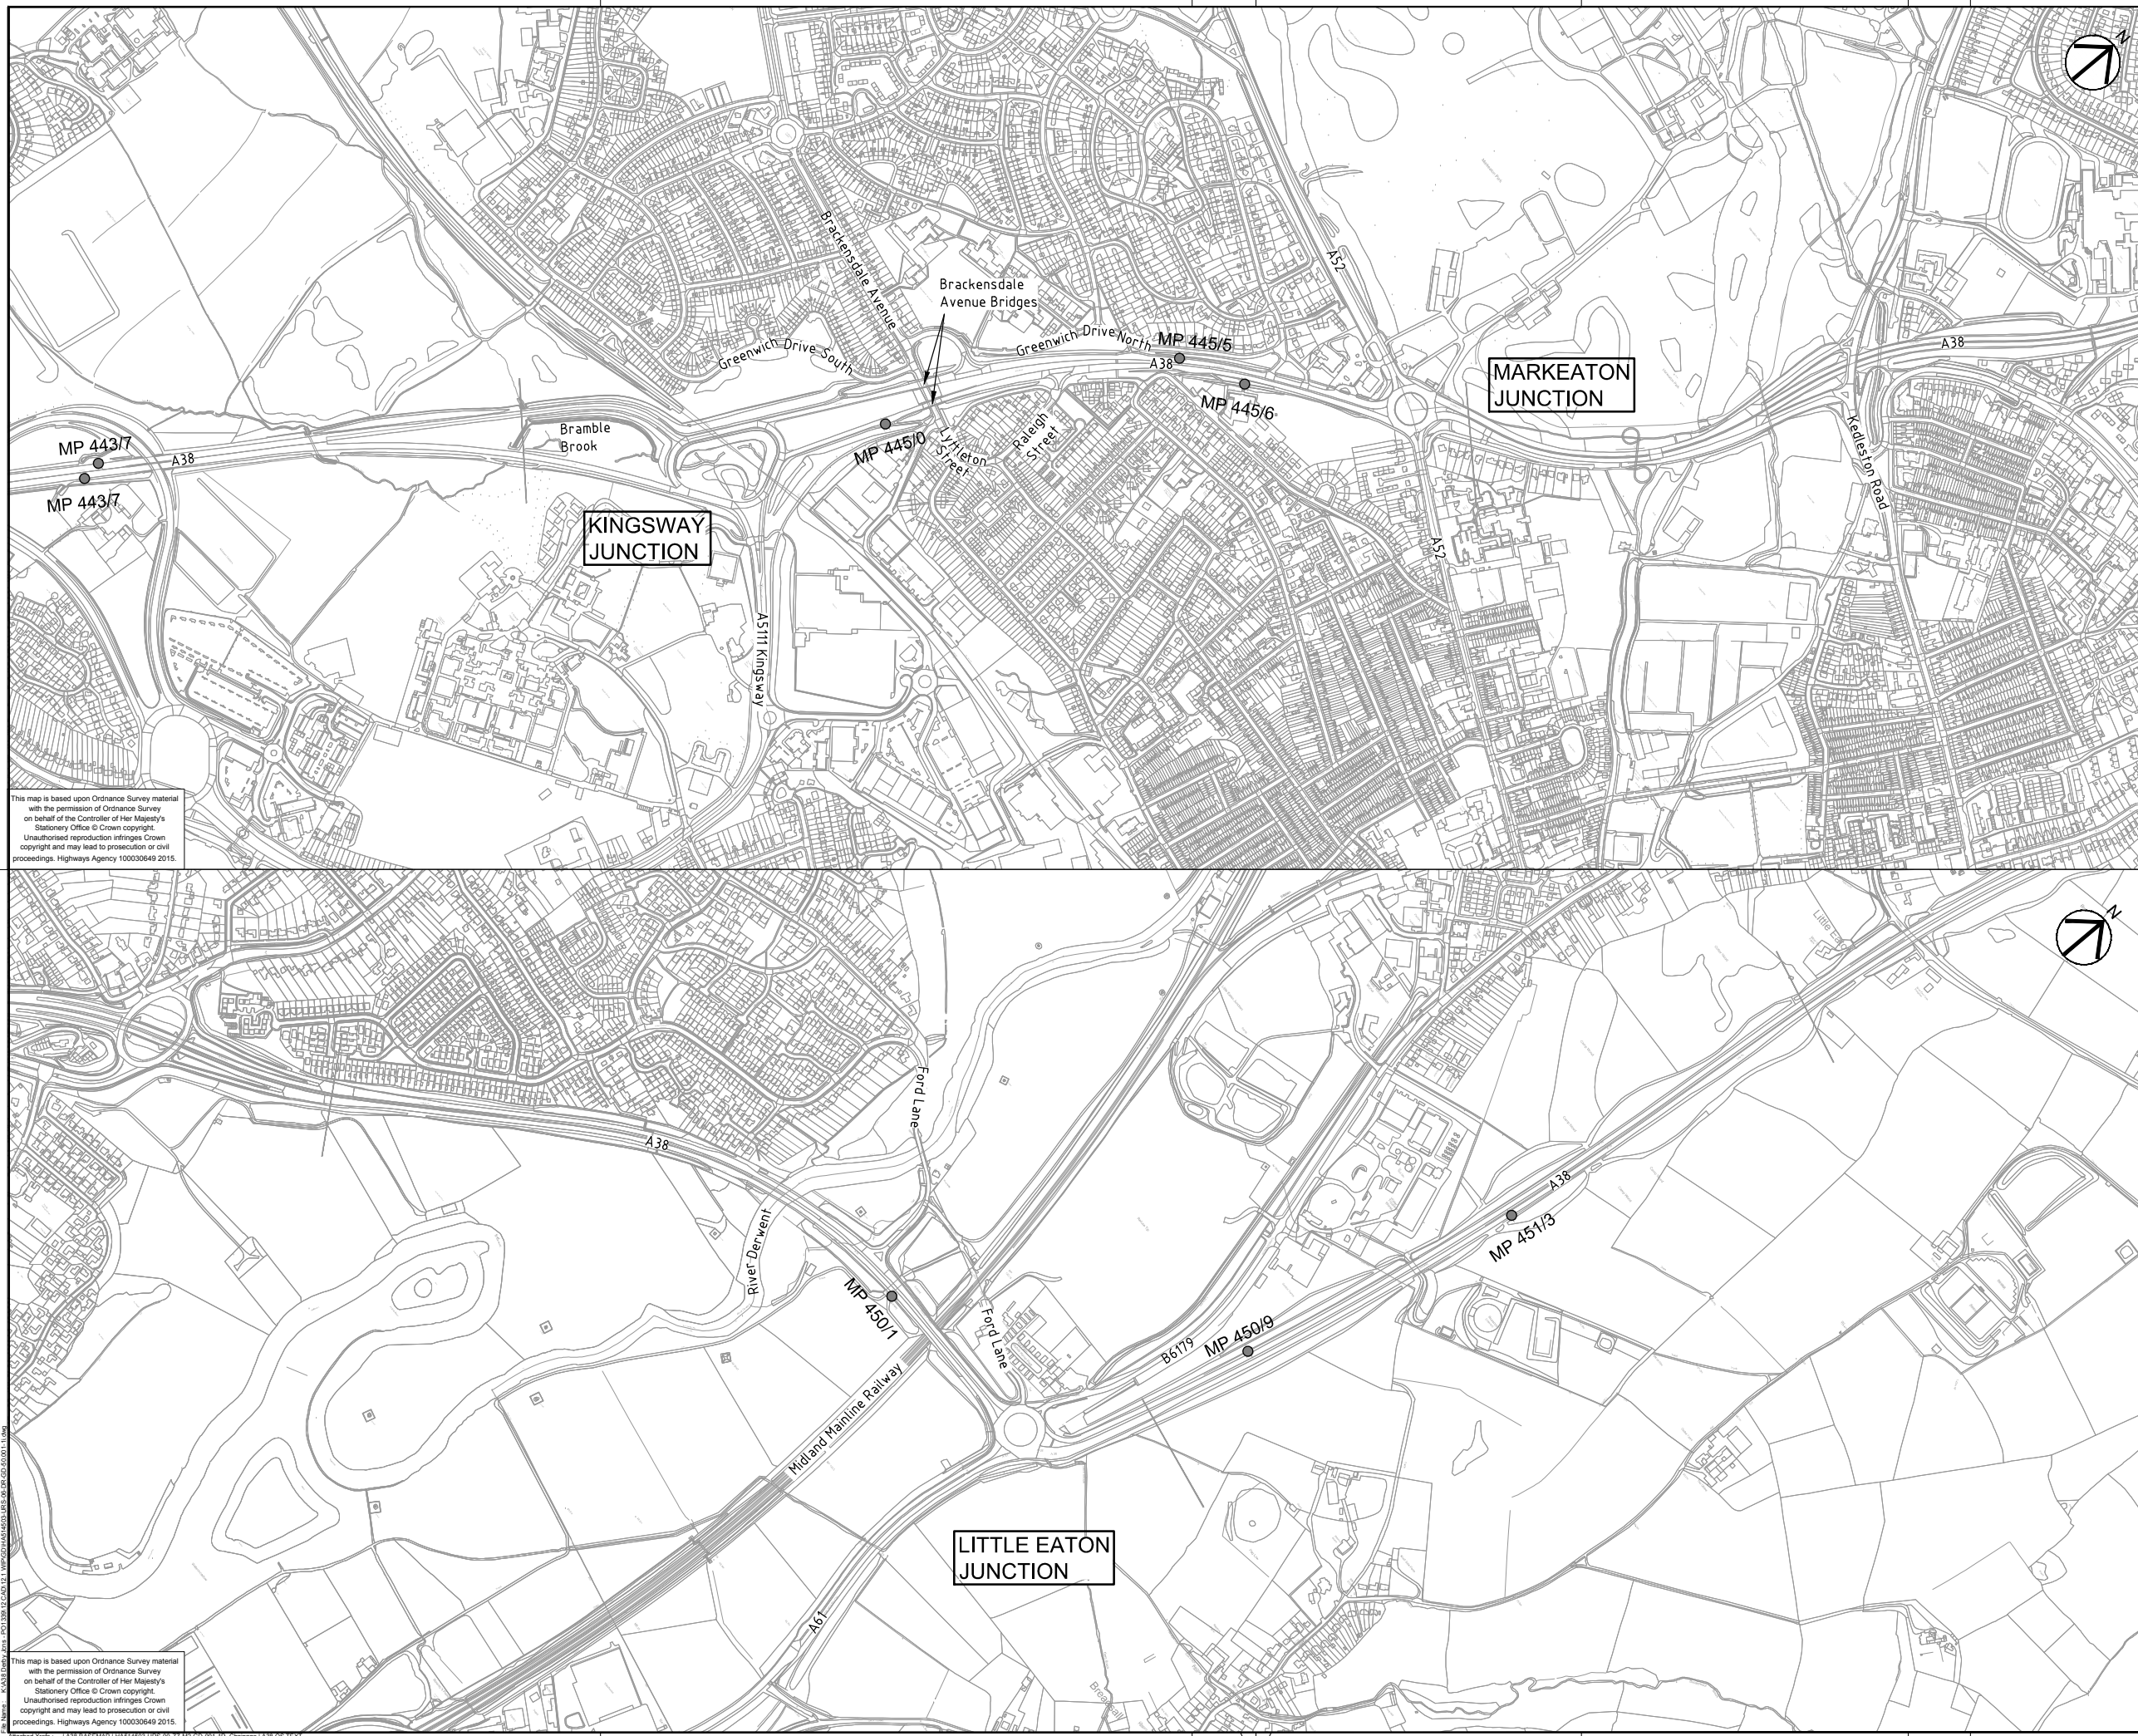 N
Brackensdale Avenue
A52
Brackensdale
Avenue Bridges
Greenwich Drive South
Greenwich Drive North
MP 445/5
A38
A38
MARKEATON
JUNCTION
MP 445/6
Bramble
Brook
MP 445/0
Lyttleton
Street
Raleigh
Street
Kedleston Road
MP 443/7
A38
MP 443/7
KINGSWAY
JUNCTION
A52
A5111 Kingsway
This map is based upon Ordnance Survey material
with the permission of Ordnance Survey
on behalf of the Controller of Her Majesty's
Stationery Office © Crown copyright.
Unauthorised reproduction infringes Crown
copyright and may lead to prosecution or civil
proceedings. Highways Agency 100030649 2015.
N
Ford Lane
A38
A38
River Derwent
MP 451/3
MP 450/1
Ford Lane
B6179
MP 450/9
Midland Mainline Railway
LITTLE EATON
JUNCTION
A61
This map is based upon Ordnance Survey material
with the permission of Ordnance Survey
on behalf of the Controller of Her Majesty's
Stationery Office © Crown copyright.
Unauthorised reproduction infringes Crown
copyright and may lead to prosecution or civil
proceedings. Highways Agency 100030649 2015.